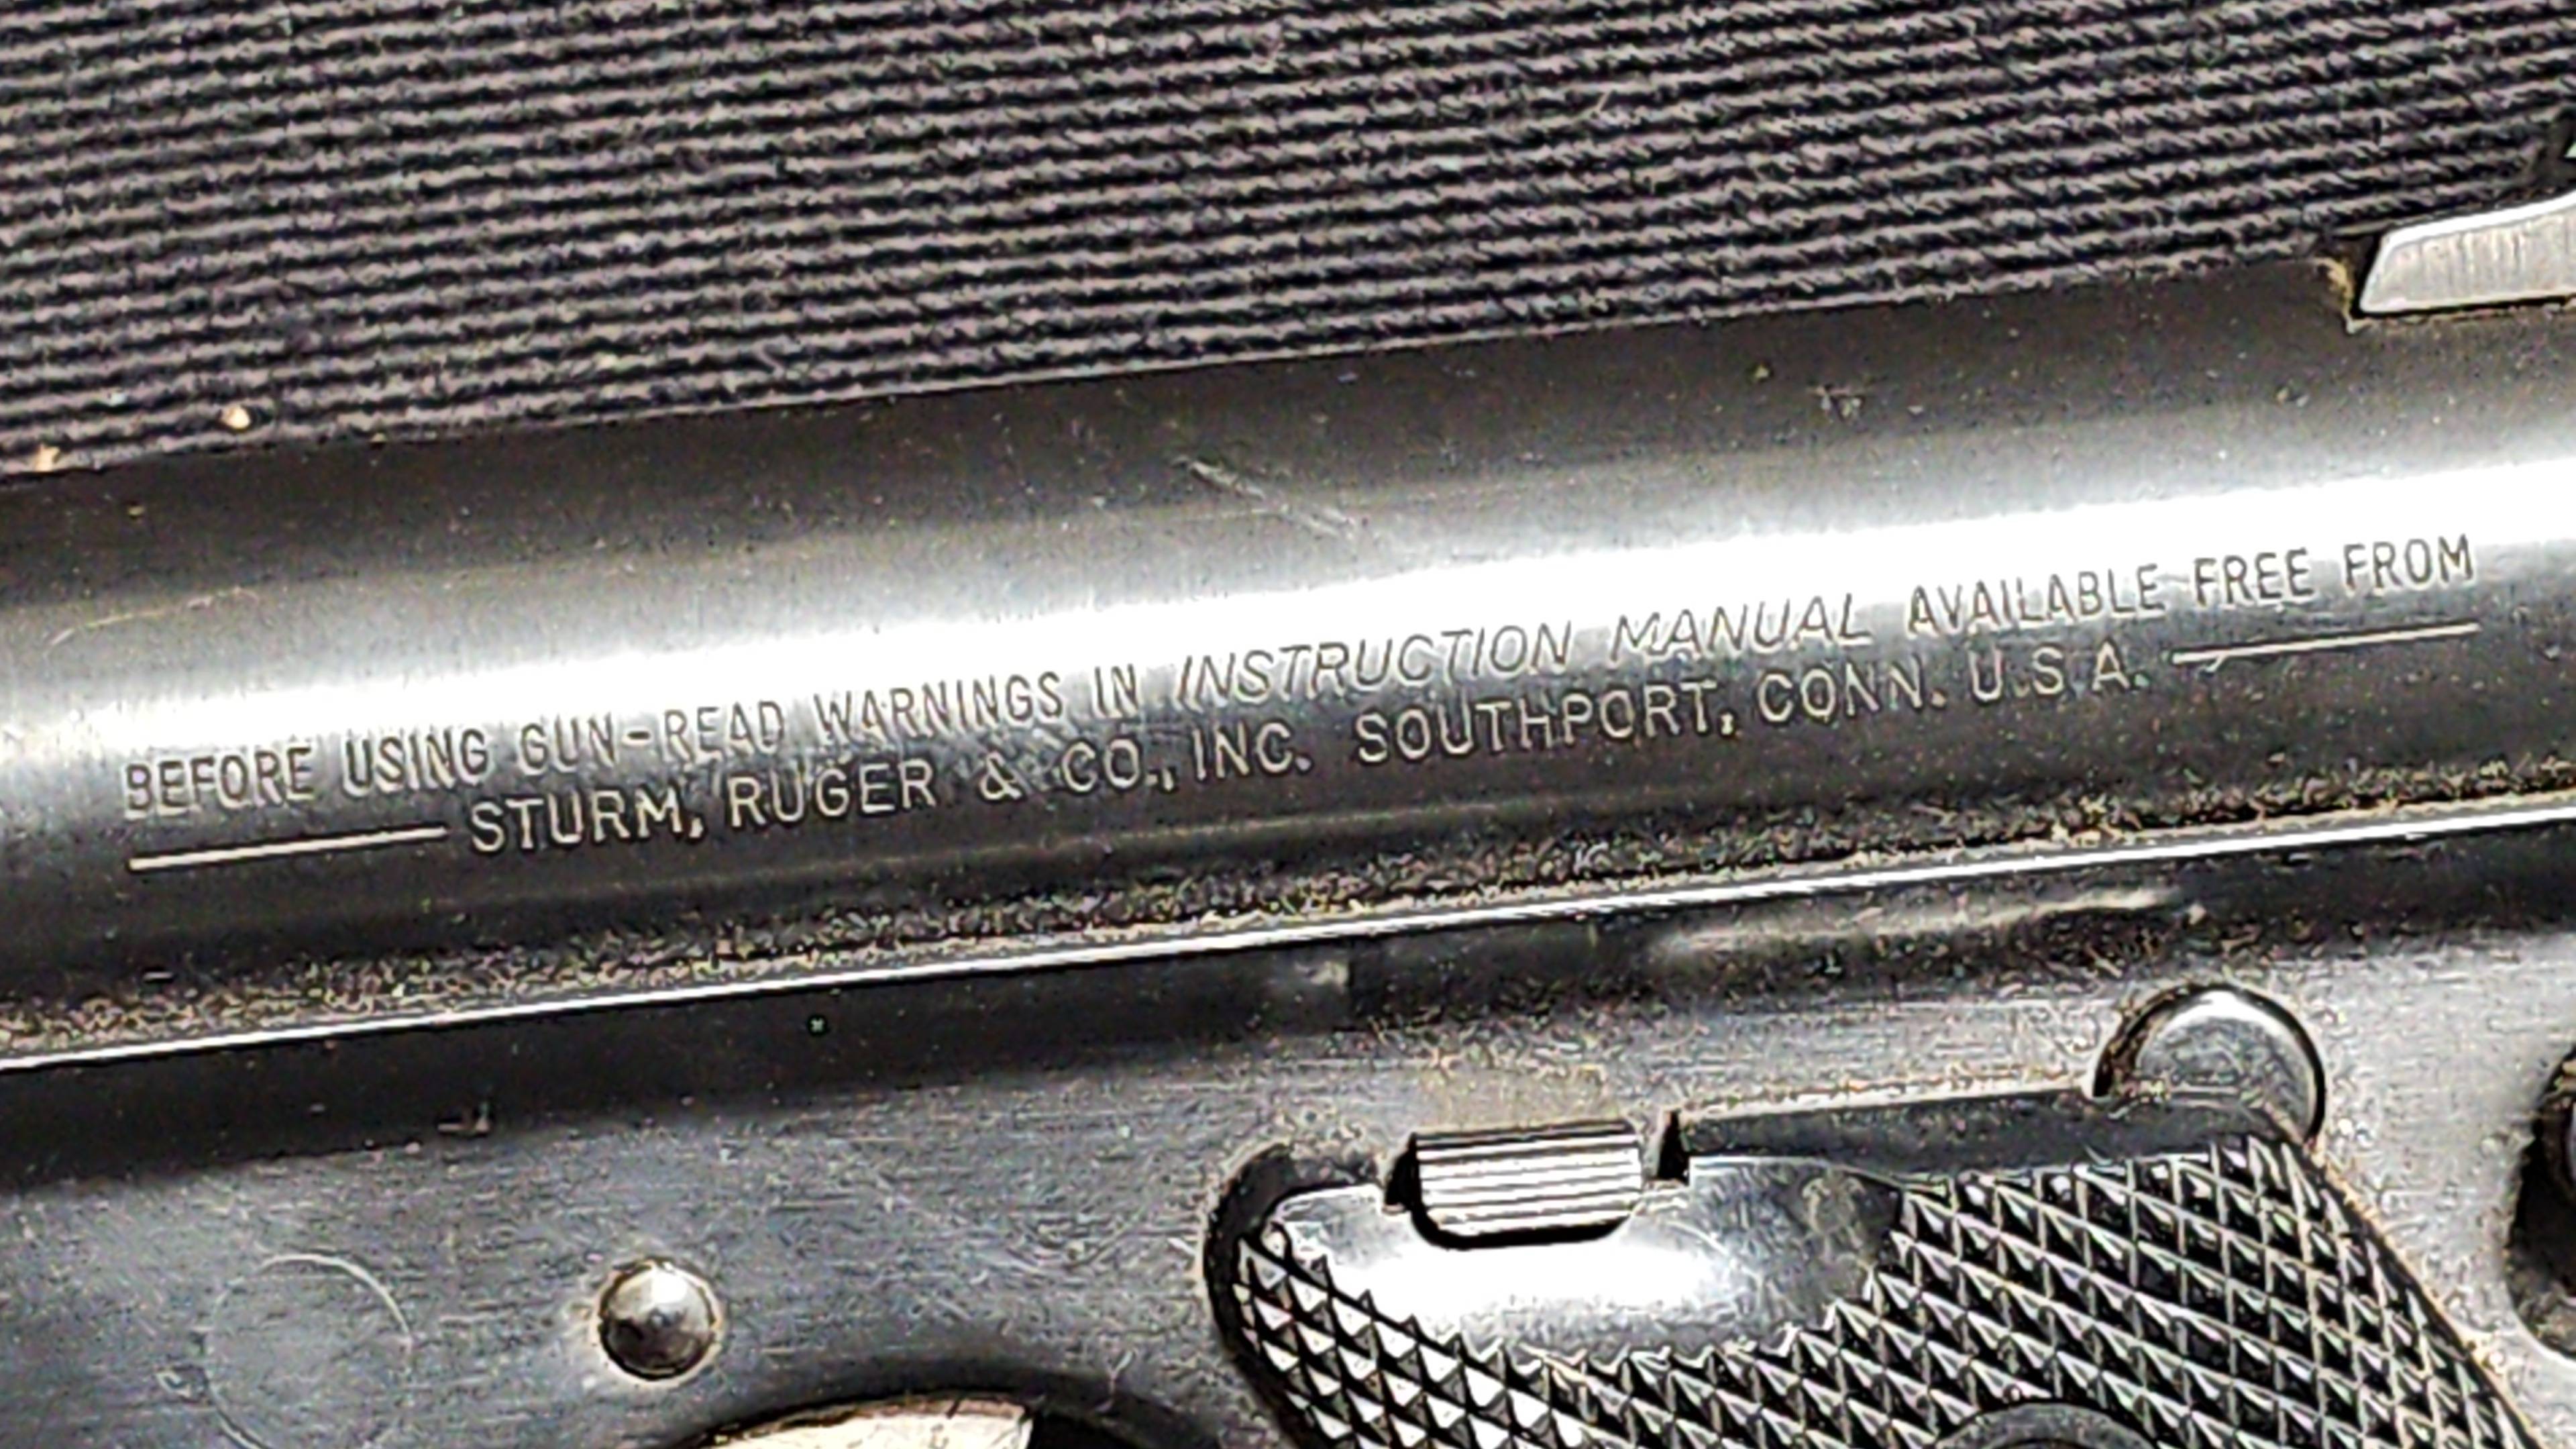 BEFORE USING GUN-READ WARNINGS IN INSTRUCTION MANUAL AVAILABLE FREE FROM
STURM, RUGER & CO., INC. SOUTHPORT, CONN. U.S.A.